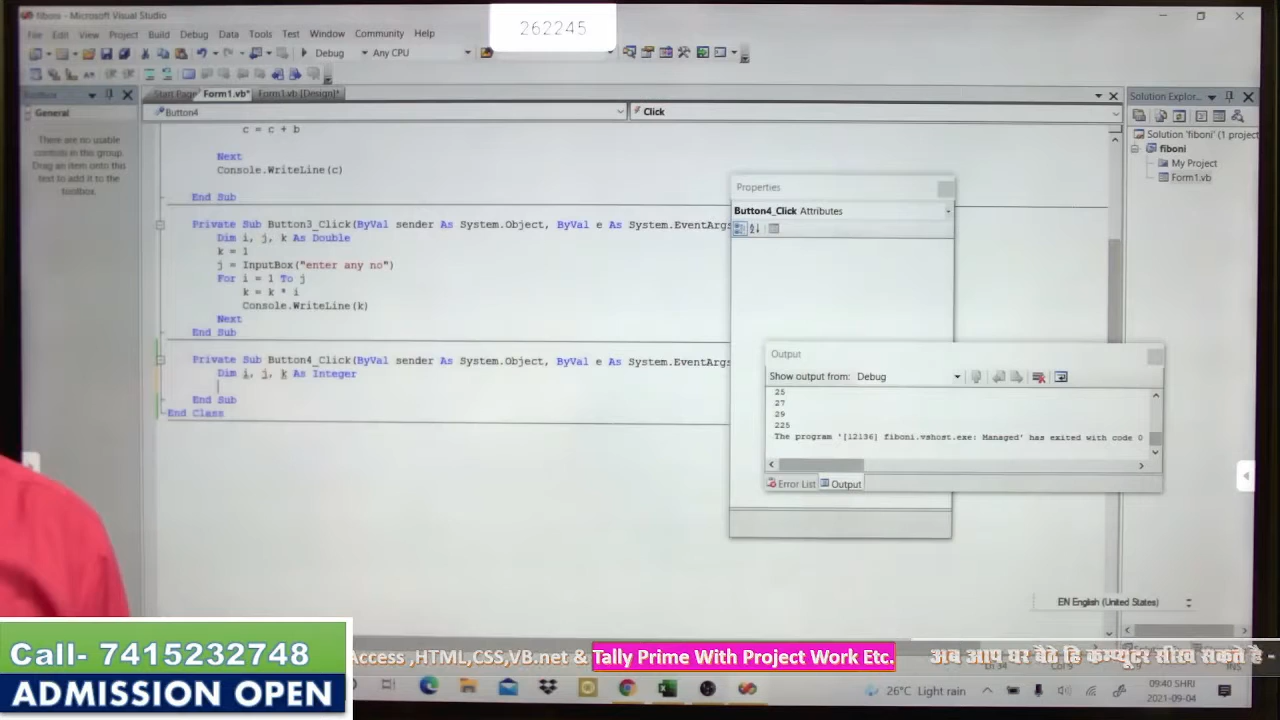 fiboni - Microsoft Visual Studio
262245
File Edit View Project Build Debug Data Tools Test Window Community Help
Debug Any CPU
Start Page Form1.vb* Form1.vb [Design]*
Solution Explor...
General
Button4
Click
There are no usable
controls in this group.
Drag an item onto this
text to add it to the
toolbox.
Solution 'fiboni' (1 project
fiboni
My Project
Form1.vb
c = c + b
Next
Console.WriteLine(c)
End Sub
Private Sub Button3_Click(ByVal sender As System.Object, ByVal e As System.EventArgs
Dim i, j, k As Double
k = 1
j = InputBox("enter any no")
For i = 1 To j
k = k * i
Console.WriteLine(k)
Next
End Sub
Private Sub Button4_Click(ByVal sender As System.Object, ByVal e As System.EventArgs
Dim i, j, k As Integer
End Sub
End Class
Properties
Button4_Click Attributes
Output
Show output from: Debug
25
27
29
225
The program '[12136] fiboni.vshost.exe: Managed' has exited with code 0
Error List Output
EN English (United States)
Call- 7415232748
ADMISSION OPEN
Access ,HTML,CSS,VB.net & Tally Prime With Project Work Etc.
अब आप घर बैठे हि कम्प्यूटर सीख सकते है -
26°C Light rain
09:40 SHRI
2021-09-04